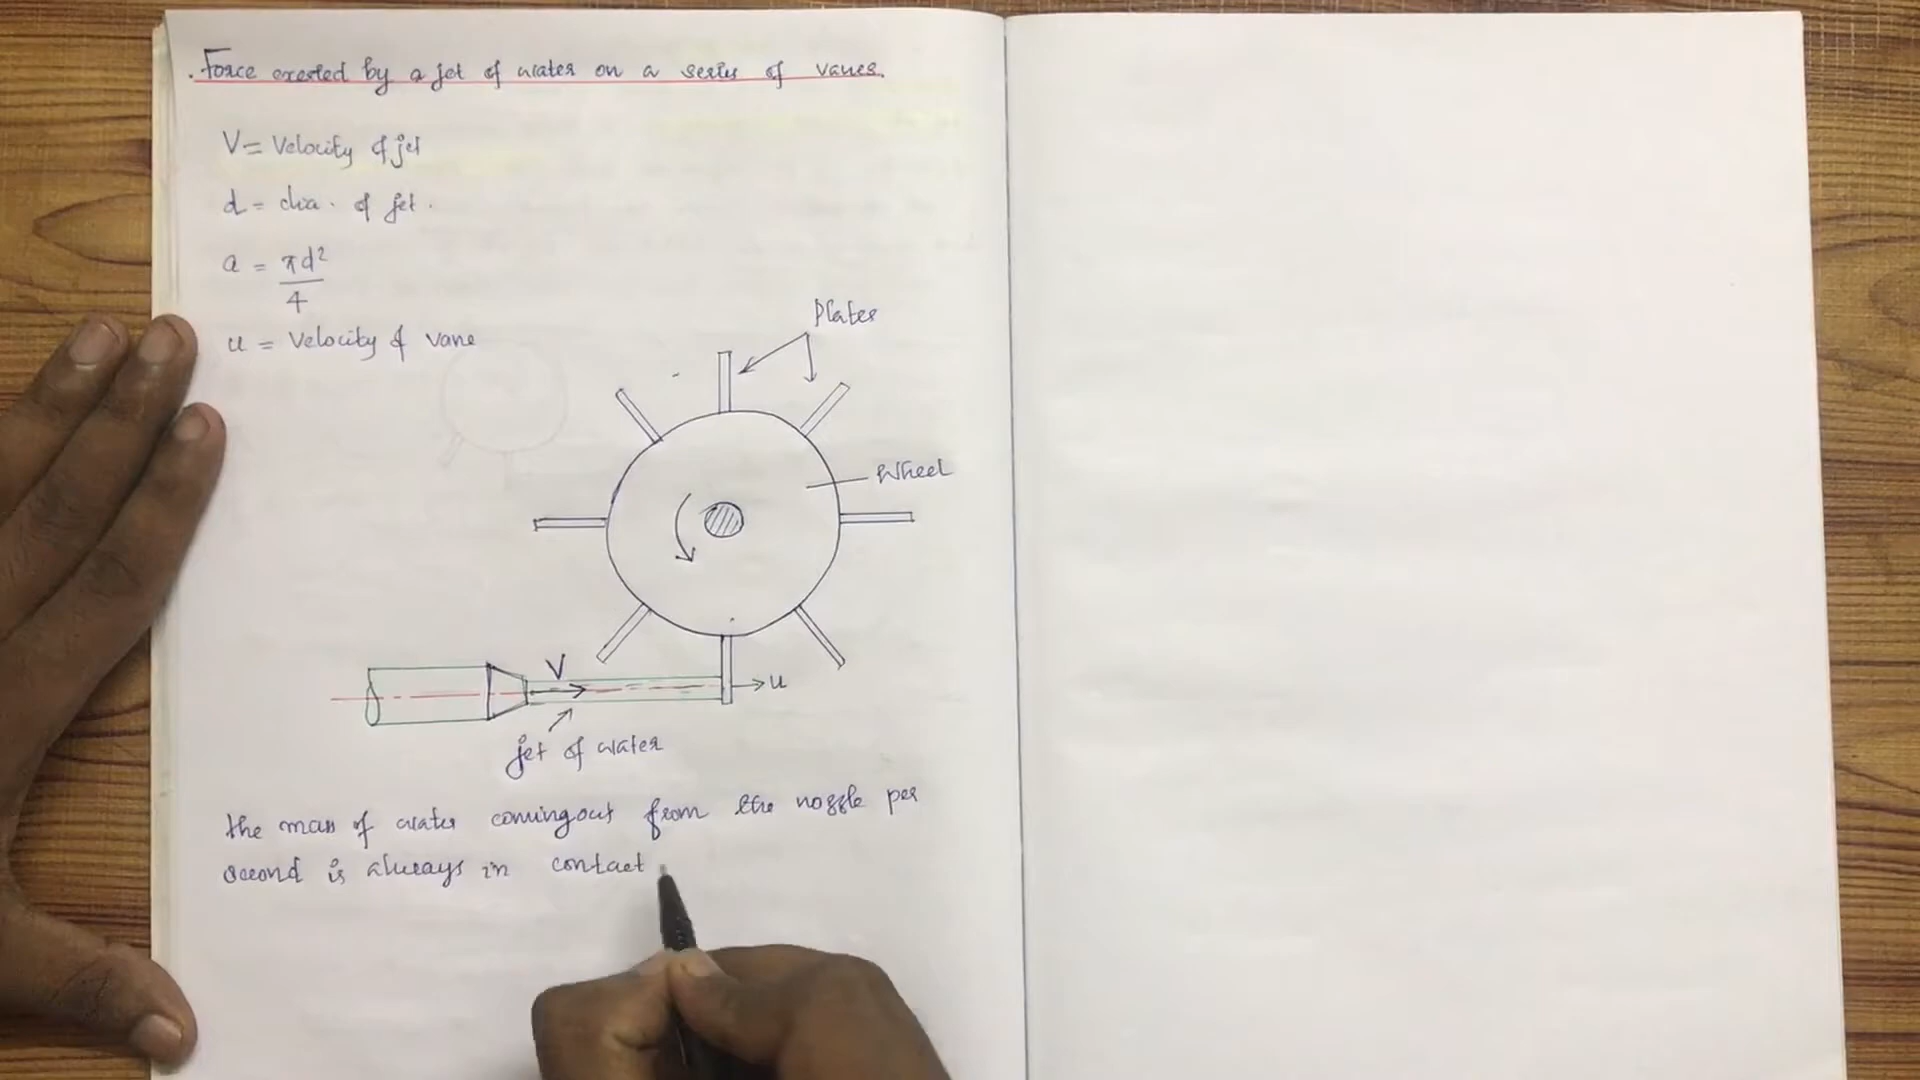 Force exerted by a jet of water on a series of vanes.
V = Velocity of jet
d = dia. of jet.
a = πd²/4
u = Velocity of vane
Plates
Wheel
V
u
jet of water
the mass of water comingout from the nozzle per
second is always in contact